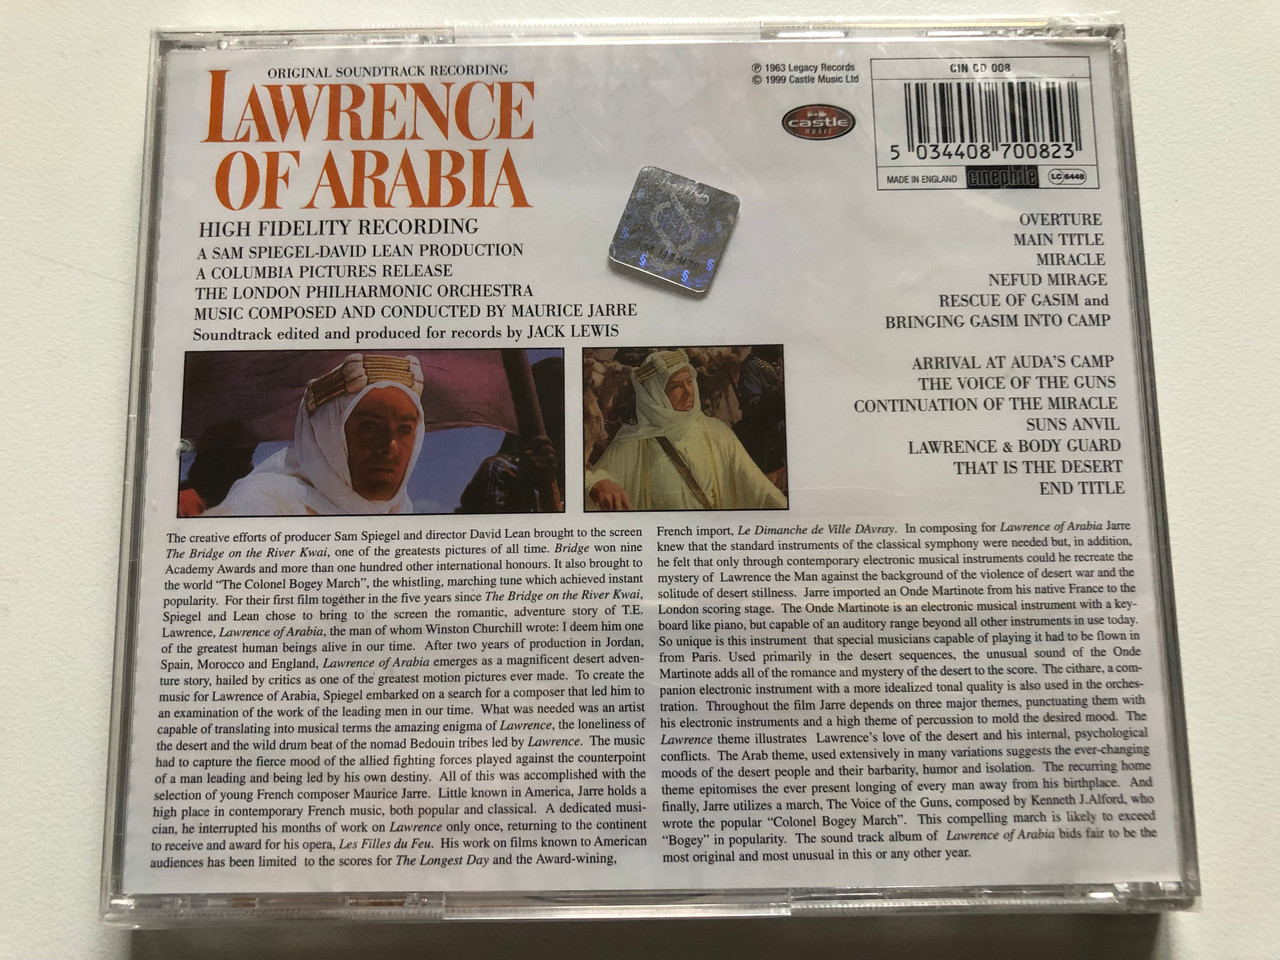 ORIGINAL SOUNDTRACK RECORDING
LAWRENCE
OF ARABIA
HIGH FIDELITY RECORDING
A SAM SPIEGEL-DAVID LEAN PRODUCTION
A COLUMBIA PICTURES RELEASE
THE LONDON PHILHARMONIC ORCHESTRA
MUSIC COMPOSED AND CONDUCTED BY MAURICE JARRE
Soundtrack edited and produced for records by JACK LEWIS
℗ 1963 Legacy Records
© 1999 Castle Music Ltd
castle
MUSIC
CIN CD 008
5 034408 700823
MADE IN ENGLAND
cinephile
LC 6448
OVERTURE
MAIN TITLE
MIRACLE
NEFUD MIRAGE
RESCUE OF GASIM and
BRINGING GASIM INTO CAMP
ARRIVAL AT AUDA'S CAMP
THE VOICE OF THE GUNS
CONTINUATION OF THE MIRACLE
SUNS ANVIL
LAWRENCE & BODY GUARD
THAT IS THE DESERT
END TITLE
The creative efforts of producer Sam Spiegel and director David Lean brought to the screen
The Bridge on the River Kwai, one of the greatests pictures of all time. Bridge won nine
Academy Awards and more than one hundred other international honours. It also brought to
the world “The Colonel Bogey March”, the whistling, marching tune which achieved instant
popularity. For their first film together in the five years since The Bridge on the River Kwai,
Spiegel and Lean chose to bring to the screen the romantic, adventure story of T.E.
Lawrence, Lawrence of Arabia, the man of whom Winston Churchill wrote: I deem him one
of the greatest human beings alive in our time. After two years of production in Jordan,
Spain, Morocco and England, Lawrence of Arabia emerges as a magnificent desert adven-
ture story, hailed by critics as one of the greatest motion pictures ever made. To create the
music for Lawrence of Arabia, Spiegel embarked on a search for a composer that led him to
an examination of the work of the leading men in our time. What was needed was an artist
capable of translating into musical terms the amazing enigma of Lawrence, the loneliness of
the desert and the wild drum beat of the nomad Bedouin tribes led by Lawrence. The music
had to capture the fierce mood of the allied fighting forces played against the counterpoint
of a man leading and being led by his own destiny. All of this was accomplished with the
selection of young French composer Maurice Jarre. Little known in America, Jarre holds a
high place in contemporary French music, both popular and classical. A dedicated musi-
cian, he interrupted his months of work on Lawrence only once, returning to the continent
to receive and award for his opera, Les Filles du Feu. His work on films known to American
audiences has been limited to the scores for The Longest Day and the Award-wining,
French import, Le Dimanche de Ville DAvray. In composing for Lawrence of Arabia Jarre
knew that the standard instruments of the classical symphony were needed but, in addition,
he felt that only through contemporary electronic musical instruments could he recreate the
mystery of Lawrence the Man against the background of the violence of desert war and the
solitude of desert stillness. Jarre imported an Onde Martinote from his native France to the
London scoring stage. The Onde Martinote is an electronic musical instrument with a key-
board like piano, but capable of an auditory range beyond all other instruments in use today.
So unique is this instrument that special musicians capable of playing it had to be flown in
from Paris. Used primarily in the desert sequences, the unusual sound of the Onde
Martinote adds all of the romance and mystery of the desert to the score. The cithare, a com-
panion electronic instrument with a more idealized tonal quality is also used in the orches-
tration. Throughout the film Jarre depends on three major themes, punctuating them with
his electronic instruments and a high theme of percussion to mold the desired mood. The
Lawrence theme illustrates Lawrence's love of the desert and his internal, psychological
conflicts. The Arab theme, used extensively in many variations suggests the ever-changing
moods of the desert people and their barbarity, humor and isolation. The recurring home
theme epitomises the ever present longing of every man away from his birthplace. And
finally, Jarre utilizes a march, The Voice of the Guns, composed by Kenneth J.Alford, who
wrote the popular “Colonel Bogey March”. This compelling march is likely to exceed
“Bogey” in popularity. The sound track album of Lawrence of Arabia bids fair to be the
most original and most unusual in this or any other year.